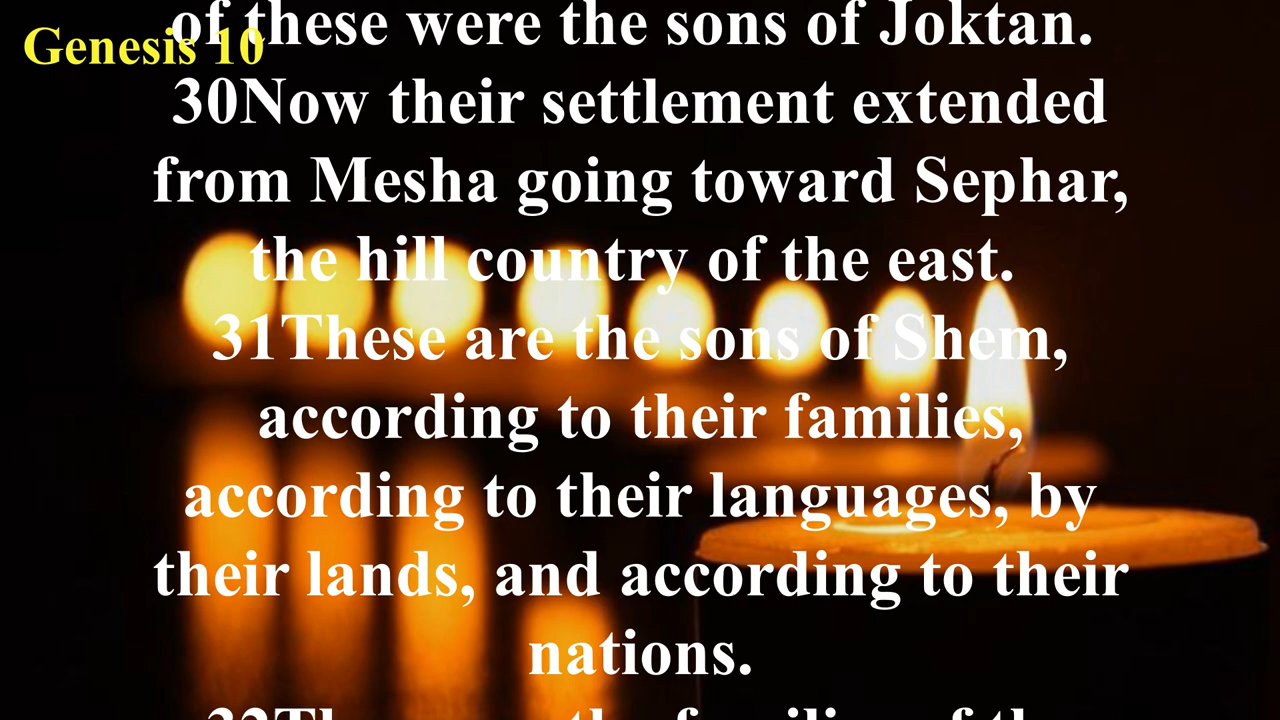 Genesis 10
of these were the sons of Joktan.
30Now their settlement extended
from Mesha going toward Sephar,
the hill country of the east.
31These are the sons of Shem,
according to their families,
according to their languages, by
their lands, and according to their
nations.